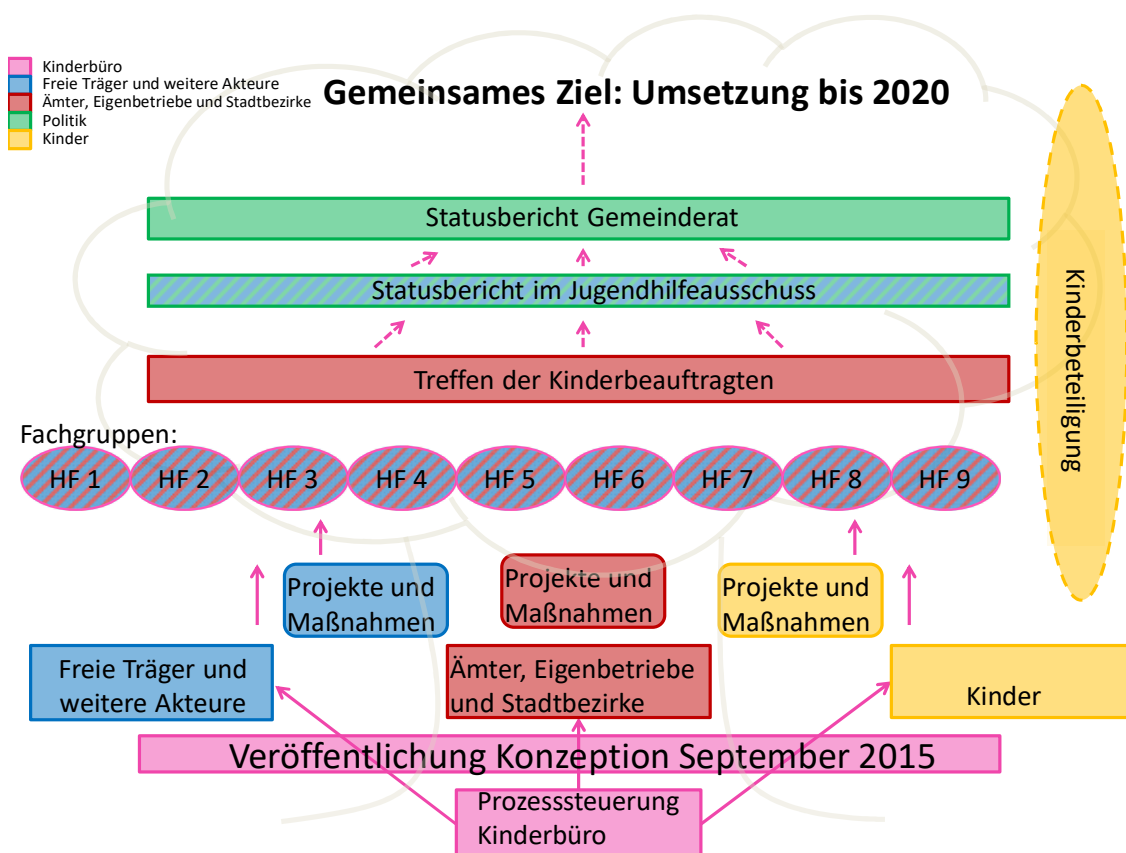 Kinderbüro
Freie Träger und weitere Akteure
Ämter, Eigenbetriebe und Stadtbezirke
Politik
Kinder
Gemeinsames Ziel: Umsetzung bis 2020
Statusbericht Gemeinderat
Statusbericht im Jugendhilfeausschuss
Treffen der Kinderbeauftragten
Kinderbeteiligung
Fachgruppen:
HF 1 HF 2 HF 3 HF 4 HF 5 HF 6 HF 7 HF 8 HF 9
Projekte und
Maßnahmen
Projekte und
Maßnahmen
Projekte und
Maßnahmen
Freie Träger und
weitere Akteure
Ämter, Eigenbetriebe
und Stadtbezirke
Kinder
Veröffentlichung Konzeption September 2015
Prozesssteuerung
Kinderbüro